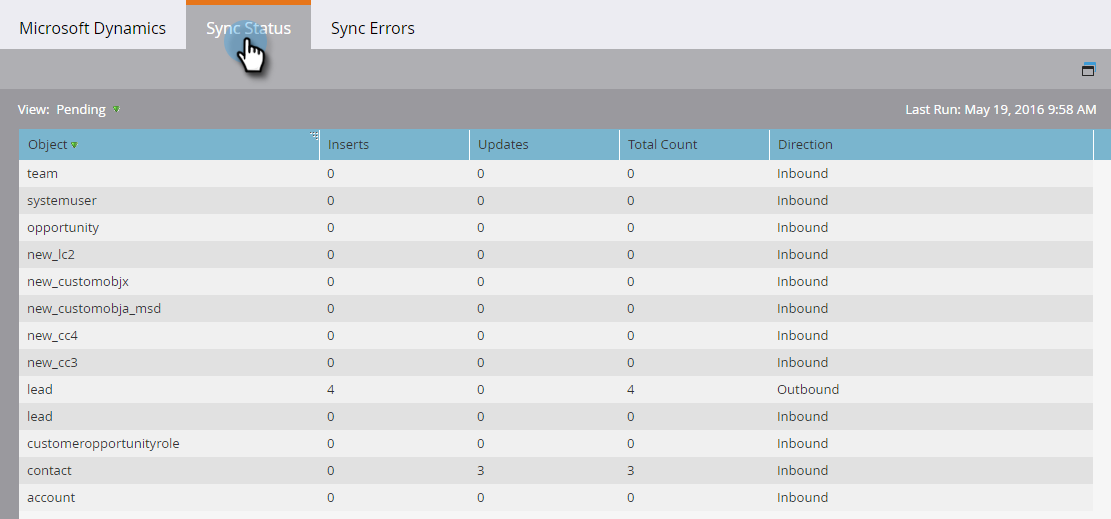 Microsoft Dynamics Sync Status Sync Errors
View: Pending Last Run: May 19, 2016 9:58 AM
Object Inserts Updates Total Count Direction
team 0 0 0 Inbound
systemuser 0 0 0 Inbound
opportunity 0 0 0 Inbound
new_lc2 0 0 0 Inbound
new_customobjx 0 0 0 Inbound
new_customobja_msd 0 0 0 Inbound
new_cc4 0 0 0 Inbound
new_cc3 0 0 0 Inbound
lead 4 0 4 Outbound
lead 0 0 0 Inbound
customeropportunityrole 0 0 0 Inbound
contact 0 3 3 Inbound
account 0 0 0 Inbound